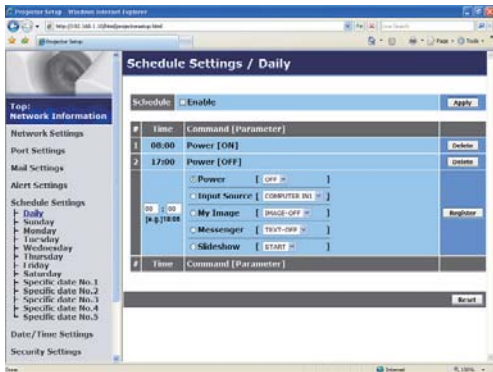 Projector Setup - Windows Internet Explorer
Projector Setup
Page
Tools
Top:
Network Information
Network Settings
Port Settings
Mail Settings
Alert Settings
Schedule Settings
Daily
Sunday
Monday
Tuesday
Wednesday
Thursday
Friday
Saturday
Specific date No.1
Specific date No.2
Specific date No.3
Specific date No.4
Specific date No.5
Date/Time Settings
Security Settings
Schedule Settings / Daily
Schedule Enable Apply
# Time Command [Parameter]
1 08:00 Power [ON] Delete
2 17:00 Power [OFF] Delete
00 : 00
[e.g.]18:05
Power [ OFF ]
Input Source [ COMPUTER IN1 ]
My Image [ IMAGE-OFF ]
Messenger [ TEXT-OFF ]
Slideshow [ START ]
Register
# Time Command [Parameter]
Reset
Done
Internet
100%